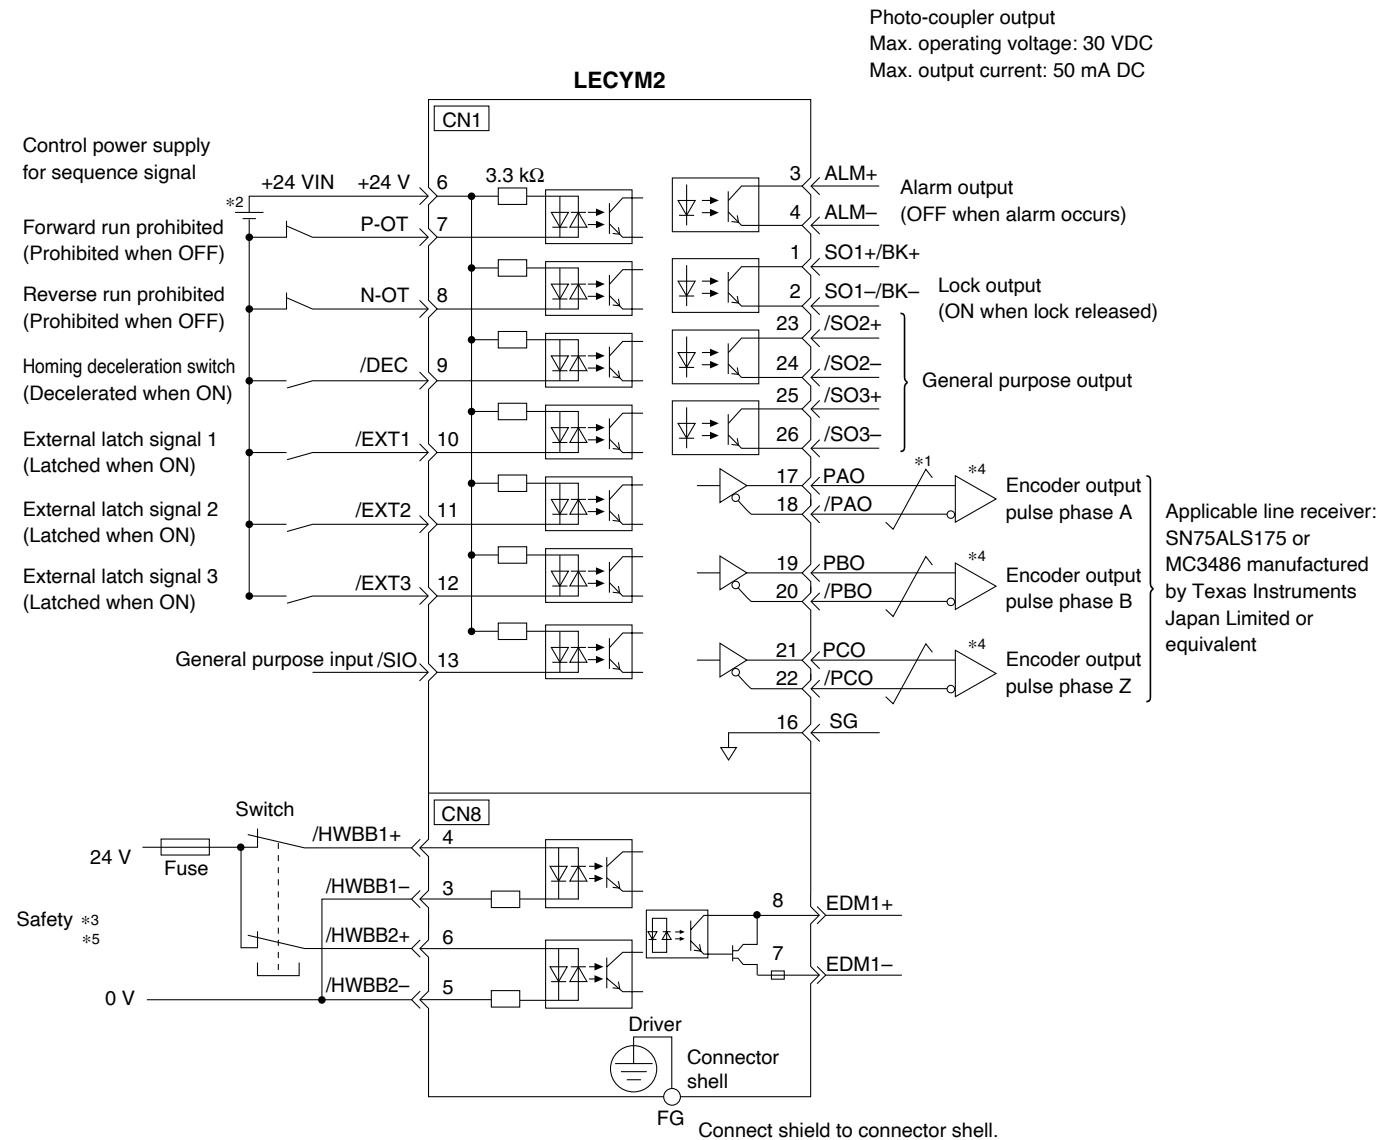 Photo-coupler output
Max. operating voltage: 30 VDC
Max. output current: 50 mA DC
LECYM2
CN1
Control power supply
for sequence signal
+24 VIN
+24 V
6
3.3 kΩ
*2
Forward run prohibited
(Prohibited when OFF)
P-OT
7
Reverse run prohibited
(Prohibited when OFF)
N-OT
8
Homing deceleration switch
(Decelerated when ON)
/DEC
9
External latch signal 1
(Latched when ON)
/EXT1
10
External latch signal 2
(Latched when ON)
/EXT2
11
External latch signal 3
(Latched when ON)
/EXT3
12
General purpose input /SIO
13
3
ALM+
4
ALM–
Alarm output
(OFF when alarm occurs)
1
SO1+/BK+
2
SO1–/BK–
Lock output
(ON when lock released)
23
/SO2+
24
/SO2–
25
/SO3+
26
/SO3–
General purpose output
*1
17
PAO
18
/PAO
*4
Encoder output
pulse phase A
19
PBO
20
/PBO
*4
Encoder output
pulse phase B
21
PCO
22
/PCO
*4
Encoder output
pulse phase Z
Applicable line receiver:
SN75ALS175 or
MC3486 manufactured
by Texas Instruments
Japan Limited or
equivalent
16
SG
CN8
Switch
24 V
Fuse
/HWBB1+
4
/HWBB1–
3
Safety *3
*5
/HWBB2+
6
/HWBB2–
5
0 V
8
EDM1+
7
EDM1–
Driver
Connector
shell
FG
Connect shield to connector shell.